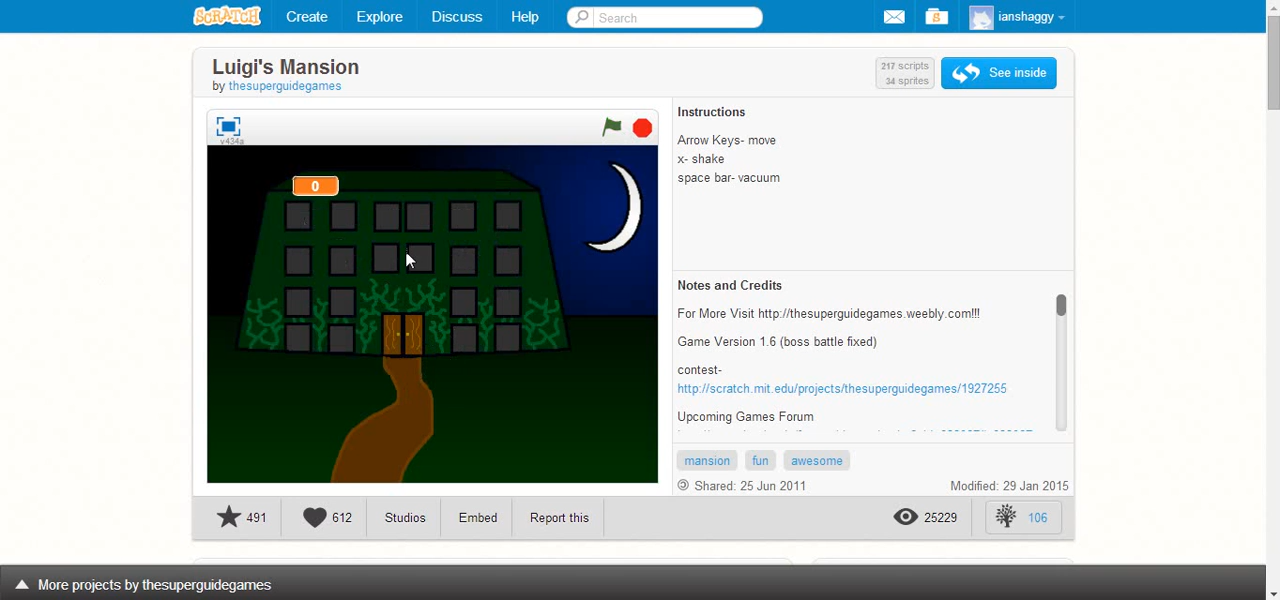 SCRATCH Create Explore Discuss Help Search ianshaggy
Luigi's Mansion
by thesuperguidegames
217 scripts
34 sprites
See inside
v434a
0
Instructions
Arrow Keys- move
x- shake
space bar- vacuum
Notes and Credits
For More Visit http://thesuperguidegames.weebly.com!!!
Game Version 1.6 (boss battle fixed)
contest-
http://scratch.mit.edu/projects/thesuperguidegames/1927255
Upcoming Games Forum
mansion fun awesome
Shared: 25 Jun 2011 Modified: 29 Jan 2015
491 612 Studios Embed Report this 25229 106
More projects by thesuperguidegames